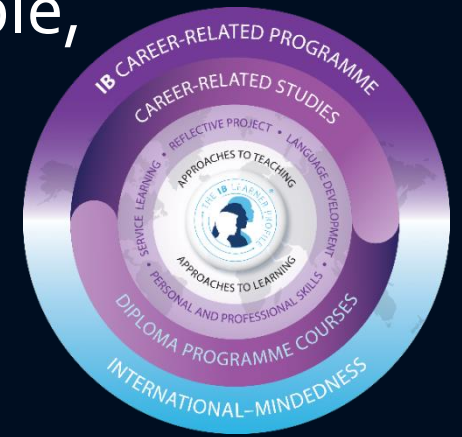 ole,
IB CAREER-RELATED PROGRAMME
CAREER-RELATED STUDIES
SERVICE LEARNING • REFLECTIVE PROJECT • LANGUAGE DEVELOPMENT •
APPROACHES TO TEACHING
THE IB LEARNER PROFILE
APPROACHES TO LEARNING
• PERSONAL AND PROFESSIONAL SKILLS •
DIPLOMA PROGRAMME COURSES
INTERNATIONAL-MINDEDNESS